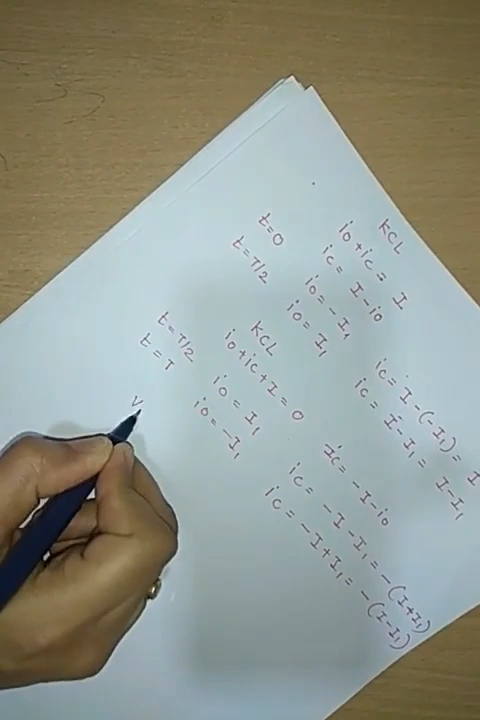 KCL
io + ic = I
t=0
ic = I - io
t=T/2
io = -I₁
io = I₁
ic = I-(-I₁) =
ic = I-I₁ = I-I₁
KCL
t=T/2
io+ic+I=0
t=T
io = I₁
io = -I₁
ic = -I-io
ic = -I-I₁ = -(I+I₁)
ic = -I+I₁ = -(I-I₁)
V